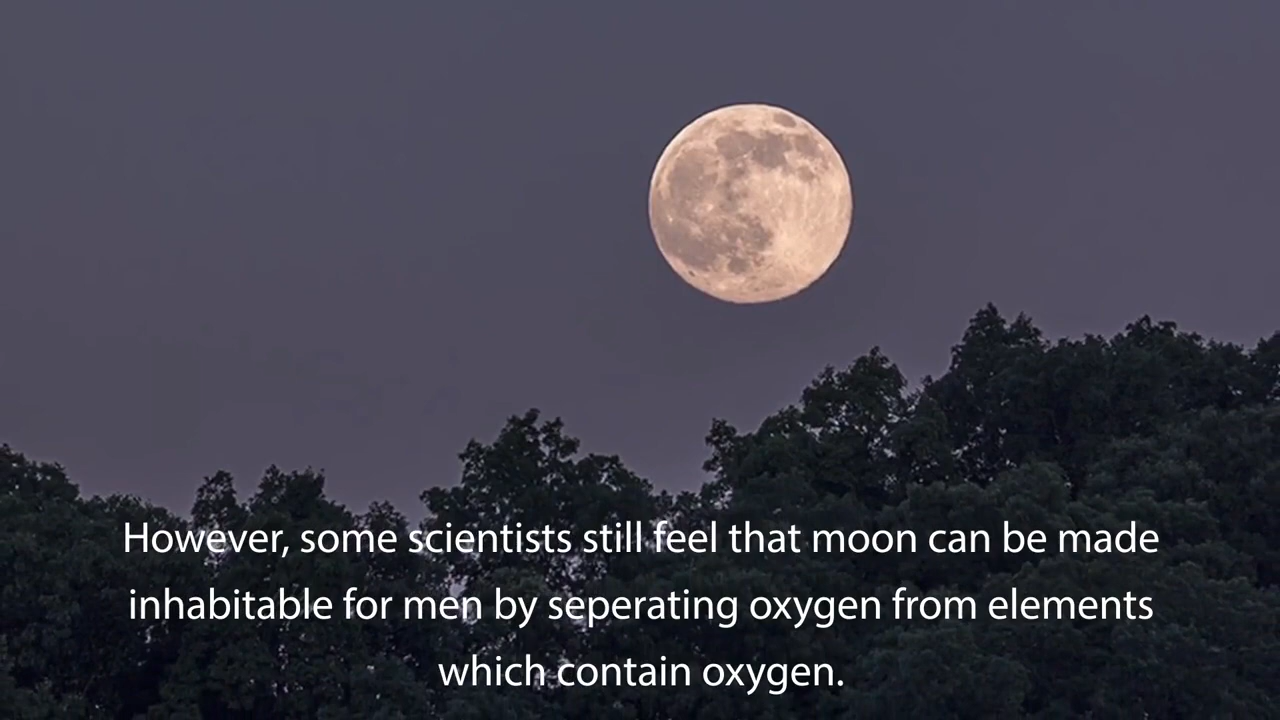 However, some scientists still feel that moon can be made
inhabitable for men by seperating oxygen from elements
which contain oxygen.